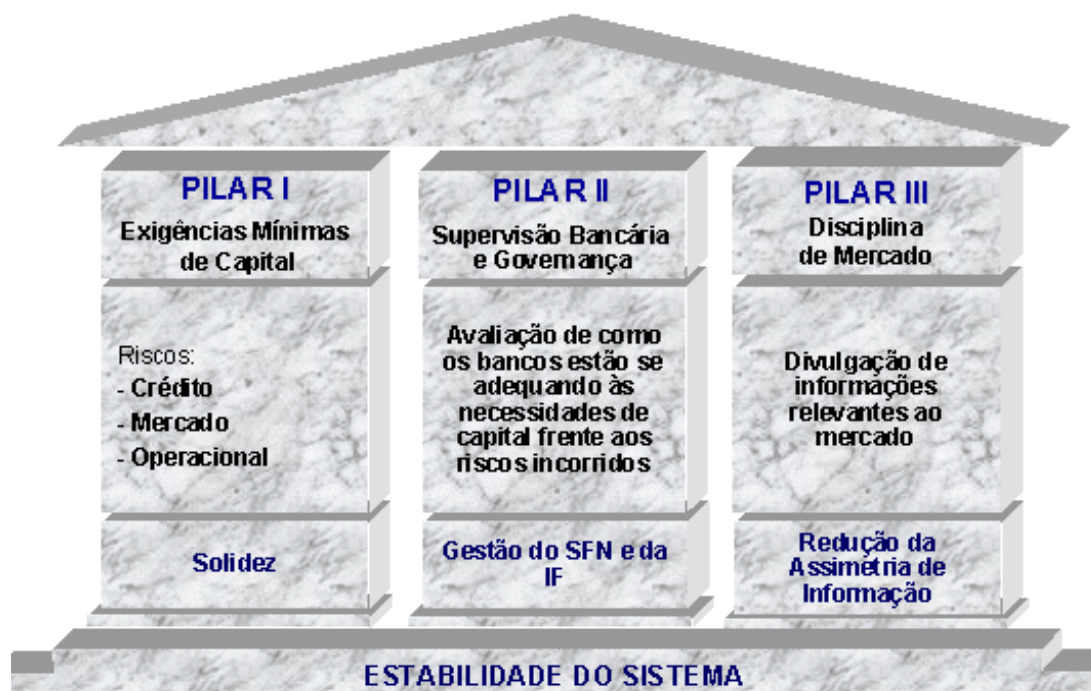 PILAR I
Exigências Mínimas
de Capital
Riscos:
- Crédito
- Mercado
- Operacional
Solidez
PILAR II
Supervisão Bancária
e Governança
Avaliação de como
os bancos estão se
adequando às
necessidades de
capital frente aos
riscos incorridos
Gestão do SFN e da
IF
PILAR III
Disciplina
de Mercado
Divulgação de
informações
relevantes ao
mercado
Redução da
Assimetria de
Informação
ESTABILIDADE DO SISTEMA